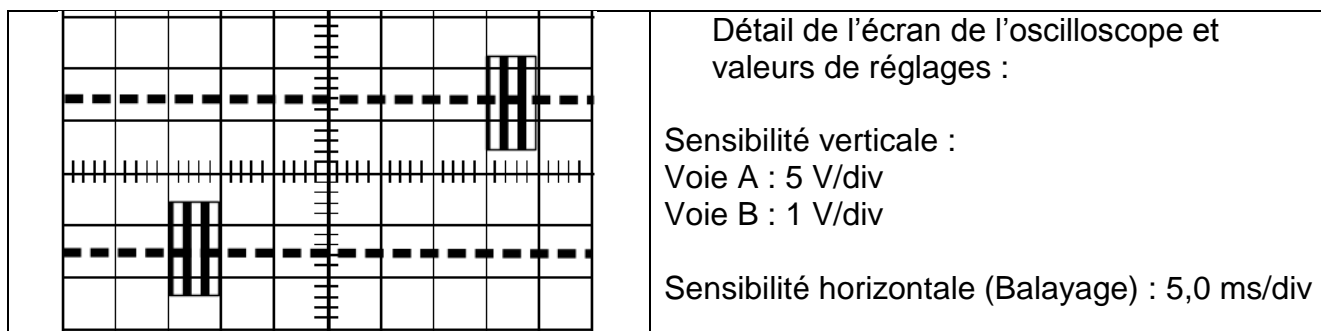 Détail de l'écran de l'oscilloscope et
valeurs de réglages :
Sensibilité verticale :
Voie A : 5 V/div
Voie B : 1 V/div
Sensibilité horizontale (Balayage) : 5,0 ms/div